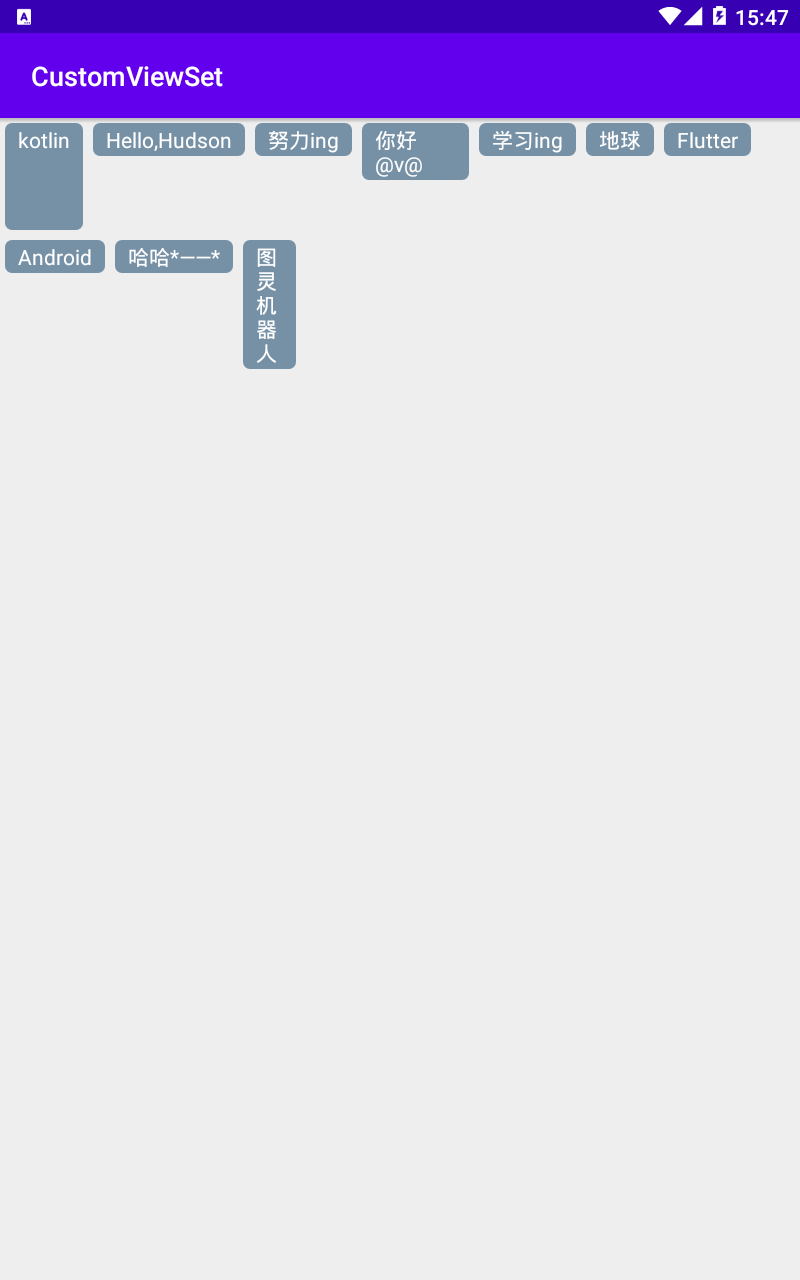 15:47
CustomViewSet
kotlin
Hello,Hudson
努力ing
你好
@v@
学习ing
地球
Flutter
Android
哈哈*——*
图
灵
机
器
人